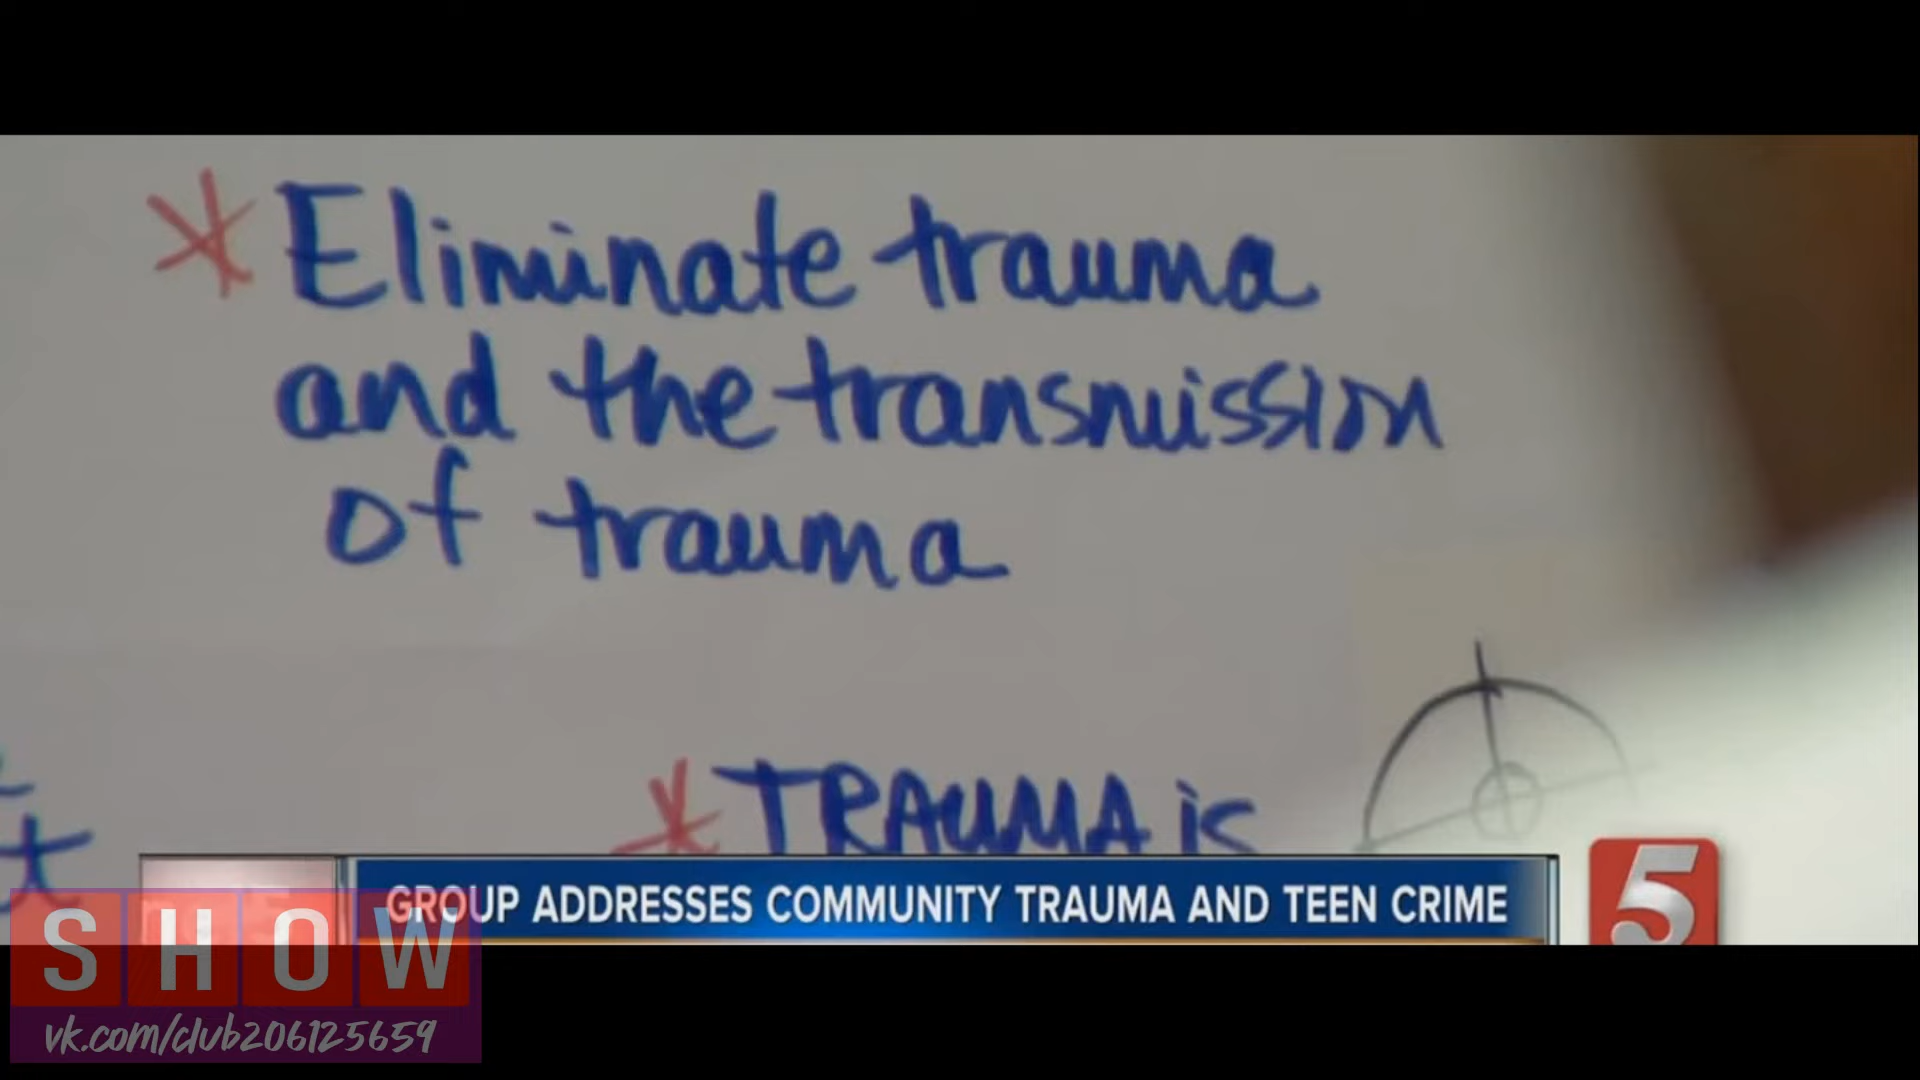 * Eliminate trauma
and the transmission
of trauma
* TRAUMA is
t
GROUP ADDRESSES COMMUNITY TRAUMA AND TEEN CRIME
5
SHOW
vk.com/club206125659